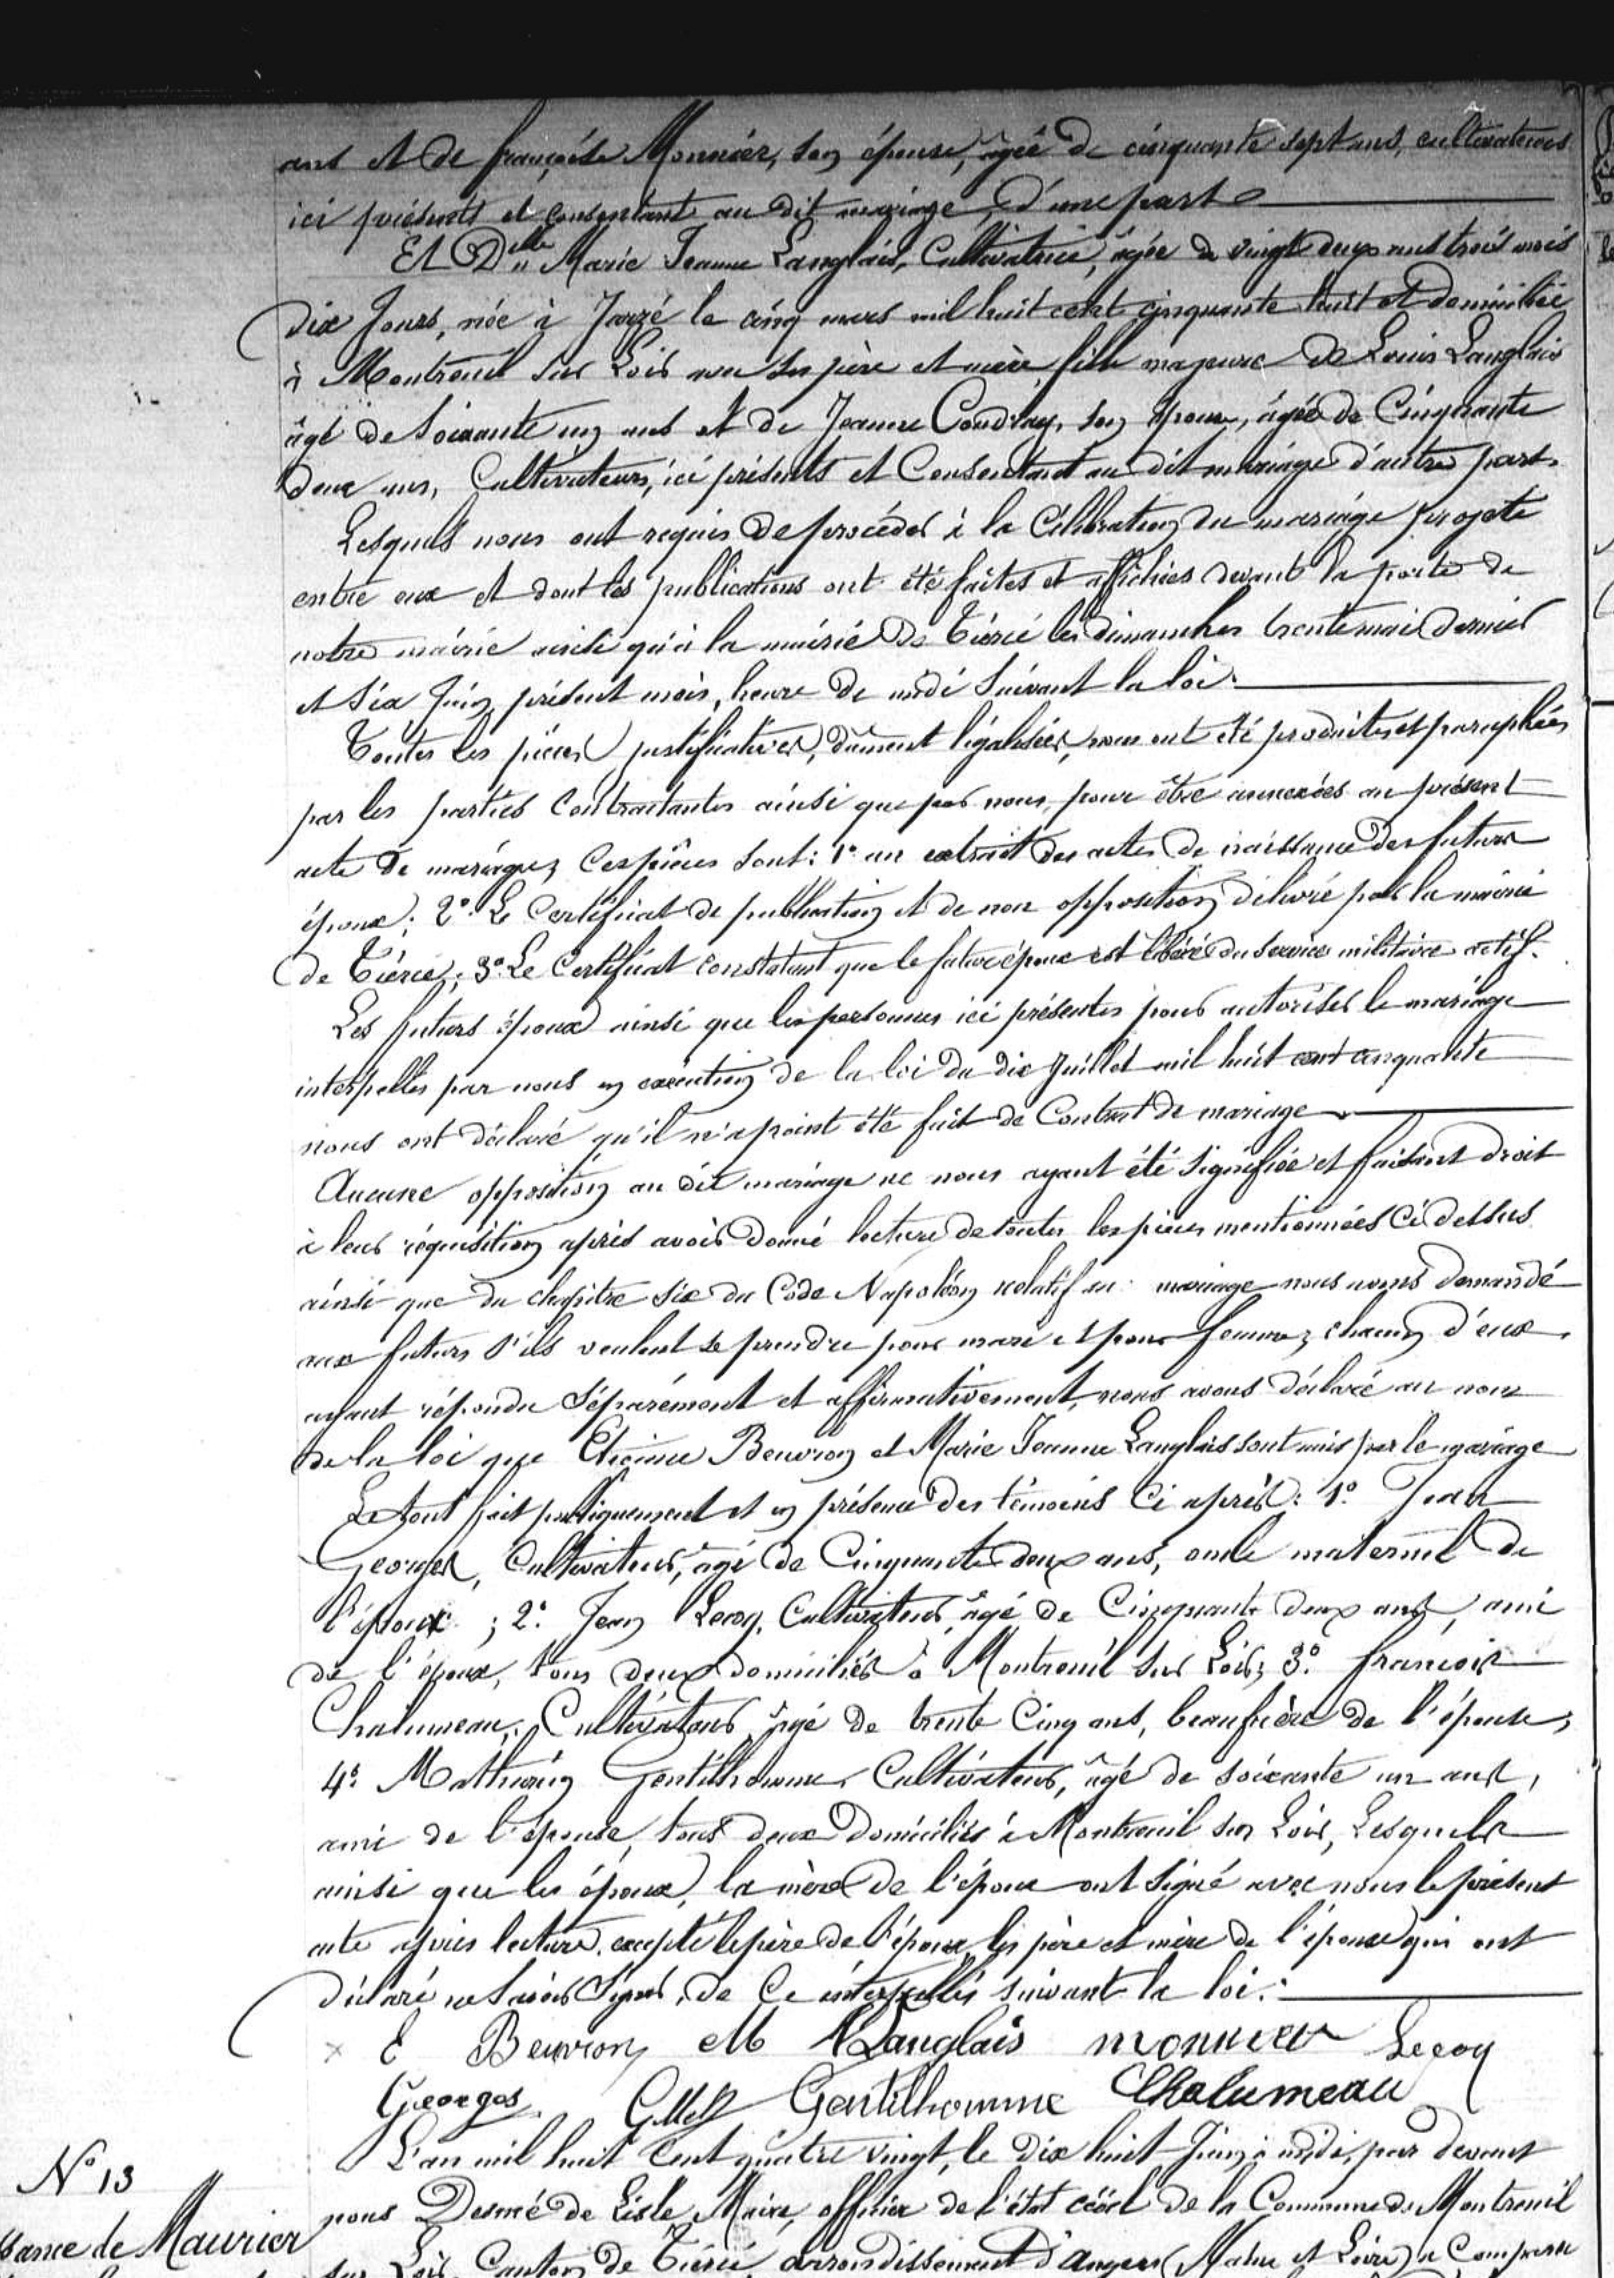 ans et de françoise Monnier, son épouse, âgée de cinquante sept ans, cultivateurs
ici présents et consentant au dit mariage, d'une part
Et Delle Marie Jeanne Langlais, Cultivatrice, âgée de vingt deux ans trois mois
dix Jours, née à Jarzé le cinq mars mil huit cent cinquante huit et domiciliée
à Montreuil sur Loir avec ses père et mère, fille majeure de Louis Langlais
âgé de Soixante un ans et de Jeanne Coudray, son épouse, âgée de Cinquante
deux ans, Cultivateurs, ici présents et Consentant au dit mariage d'autre part.
Lesquels nous ont requis de procéder à la Célébration du mariage projeté
entre eux et dont les publications ont été faites et affichées devant la porte de
notre mairie ainsi qu'à la mairie de Tiercé les dimanches trente mai dernier
et Six Juin présent mois, heure de midi Suivant la loi.
Toutes les pièces justificatives, dûment légalisées, nous ont été produites et paraphées
par les parties Contractantes ainsi que par nous, pour être annexées au présent
acte de mariage, Ces pièces sont: 1° un extrait des actes de naissance des futurs
époux; 2° Le Certificat de publication et de non opposition délivré par la mairie
de Tiercé; 3° Le Certificat constatant que le futur époux est libéré du service militaire actif.
Les futurs époux ainsi que les personnes ici présentes pour autoriser le mariage
interpellés par nous en exécution de la loi du dix Juillet mil huit cent cinquante
nous ont déclaré qu'il n'a point été fait de Contrat de mariage
Aucune opposition au dit mariage ne nous ayant été signifiée et faisant droit
à leur réquisition après avoir donné lecture de toutes les pièces mentionnées Ci dessus
ainsi que du chapitre six du Code Napoléon relatif au mariage nous avons demandé
aux futurs s'ils veulent se prendre pour mari et pour femme, chacun d'eux
ayant répondu Séparément et affirmativement, nous avons déclaré au nom
de la loi que Etienne Beuvron et Marie Jeanne Langlais sont unis par le mariage
Le tout fait publiquement et en présence des témoins Ci après: 1° Jean
Georges, Cultivateur, âgé de Cinquante deux ans, oncle maternel de
l'époux; 2° Jean Lecoq, Cultivateur, âgé de Cinquante deux ans, ami
de l'époux, tous deux domiciliés à Montreuil sur Loir; 3° françois
Chalumeau, Cultivateur, âgé de trente Cinq ans, beau frère de l'épouse;
4° Mathurin Gentilhomme, Cultivateur, âgé de soixante un ans,
ami de l'épouse, tous deux Domiciliés à Montreuil sur Loir, Lesquels
ainsi que les époux, la mère de l'époux ont signé avec nous le présent
acte après lecture, excepté le père de l'époux, les père et mère de l'épouse qui ont
déclaré ne savoir signer, de Ce interpellés suivant la loi.
E Beuvron M Langlais monnier Lecoq
Georges Gentilhomme Chalumeau
L'an mil huit Cent quatre vingt, le dix huit Juin à midi, par devant
N° 13
nous Desmé de Lisle, Maire, officier de l'état civil de la Commune de Montreuil
ssance de Maurier
sur Loir, Canton de Tiercé, arrondissement d'Angers (Maine et Loire) a Comparu